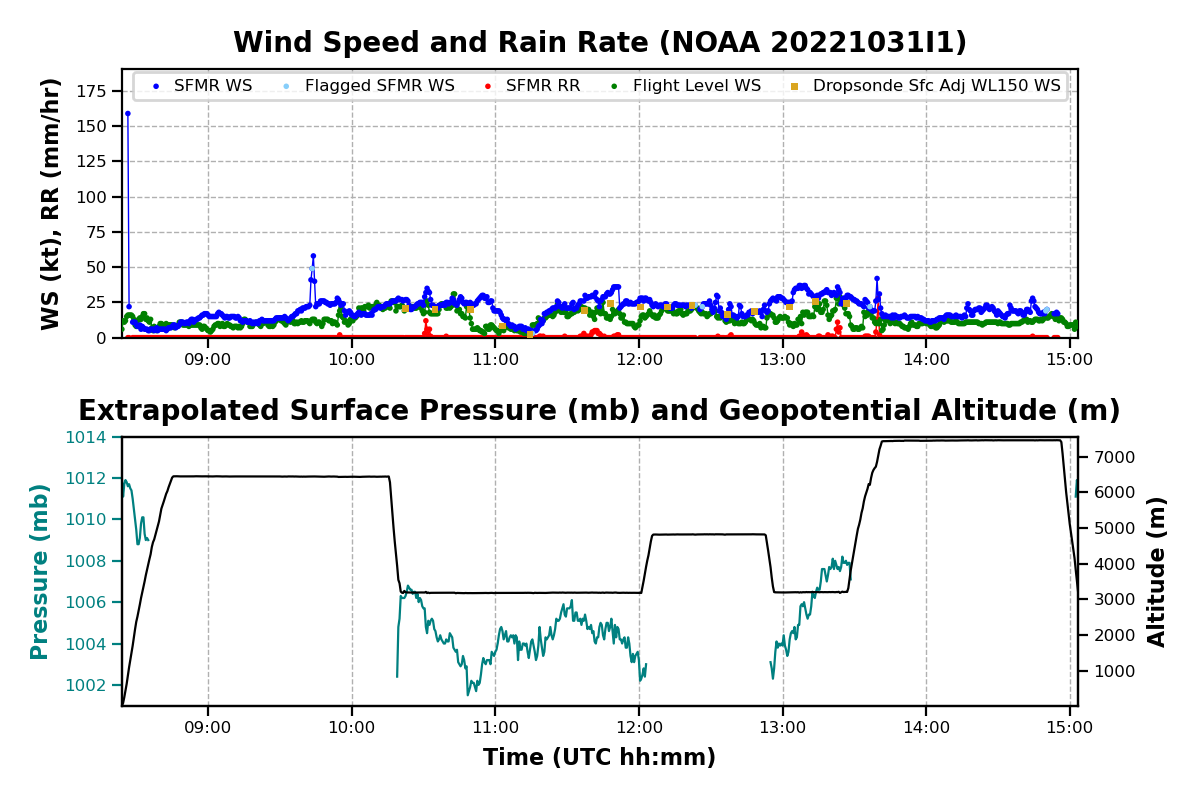 Wind Speed and Rain Rate (NOAA 20221031I1)
SFMR WS Flagged SFMR WS SFMR RR Flight Level WS Dropsonde Sfc Adj WL150 WS
WS (kt), RR (mm/hr)
175
150
125
100
75
50
25
0
09:00 10:00 11:00 12:00 13:00 14:00 15:00
Extrapolated Surface Pressure (mb) and Geopotential Altitude (m)
Pressure (mb)
1014
1012
1010
1008
1006
1004
1002
7000
6000
5000
4000
3000
2000
1000
Altitude (m)
09:00 10:00 11:00 12:00 13:00 14:00 15:00
Time (UTC hh:mm)